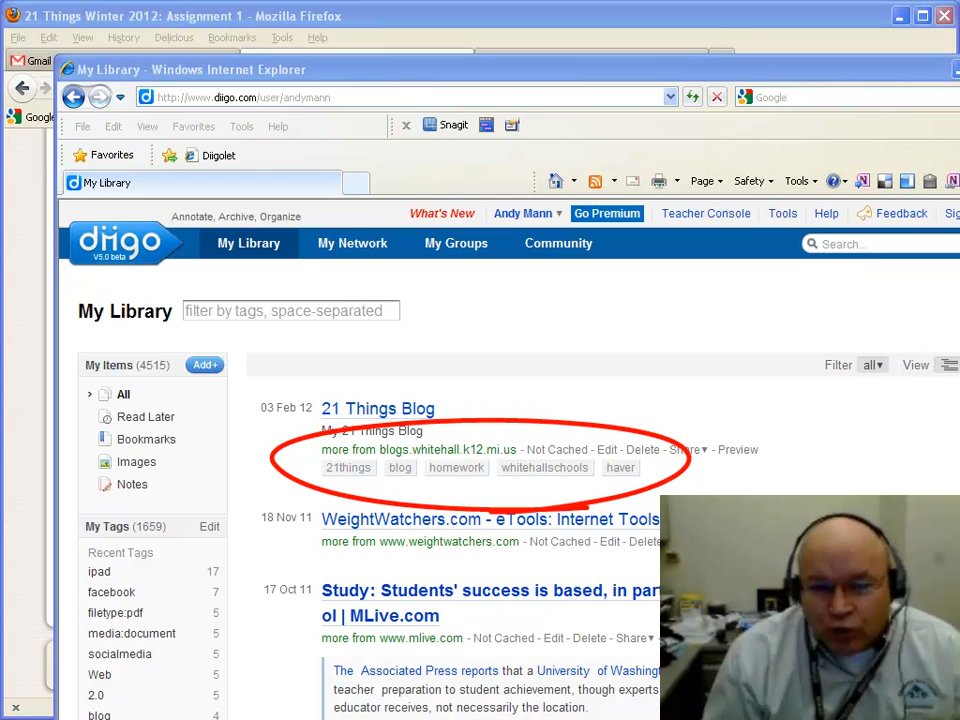 21 Things Winter 2012: Assignment 1 - Mozilla Firefox
File Edit View History Delicious Bookmarks Tools Help
Gmail
My Library - Windows Internet Explorer
http://www.diigo.com/user/andymann
Google
Google
File Edit View Favorites Tools Help
Snagit
Favorites
Diigolet
My Library
Page Safety Tools
Annotate, Archive, Organize
What's New Andy Mann Go Premium Teacher Console Tools Help Feedback
diigo
V5.0 beta
My Library My Network My Groups Community
Search...
My Library
filter by tags, space-separated
My Items (4515) Add+
Filter all View
All
Read Later
Bookmarks
Images
Notes
03 Feb 12 21 Things Blog
My 21 Things Blog
more from blogs.whitehall.k12.mi.us - Not Cached - Edit - Delete - Share - Preview
21things blog homework whitehallschools haver
18 Nov 11 WeightWatchers.com - eTools: Internet Tools
more from www.weightwatchers.com - Not Cached - Edit - Delete
My Tags (1659) Edit
Recent Tags
ipad 17
facebook 7
filetype:pdf 5
media:document 5
socialmedia 5
Web 5
2.0 5
blog 4
17 Oct 11 Study: Students' success is based, in par
ol | MLive.com
more from www.mlive.com - Not Cached - Edit - Delete - Share
The Associated Press reports that a University of Washing
teacher preparation to student achievement, though experts
educator receives, not necessarily the location.